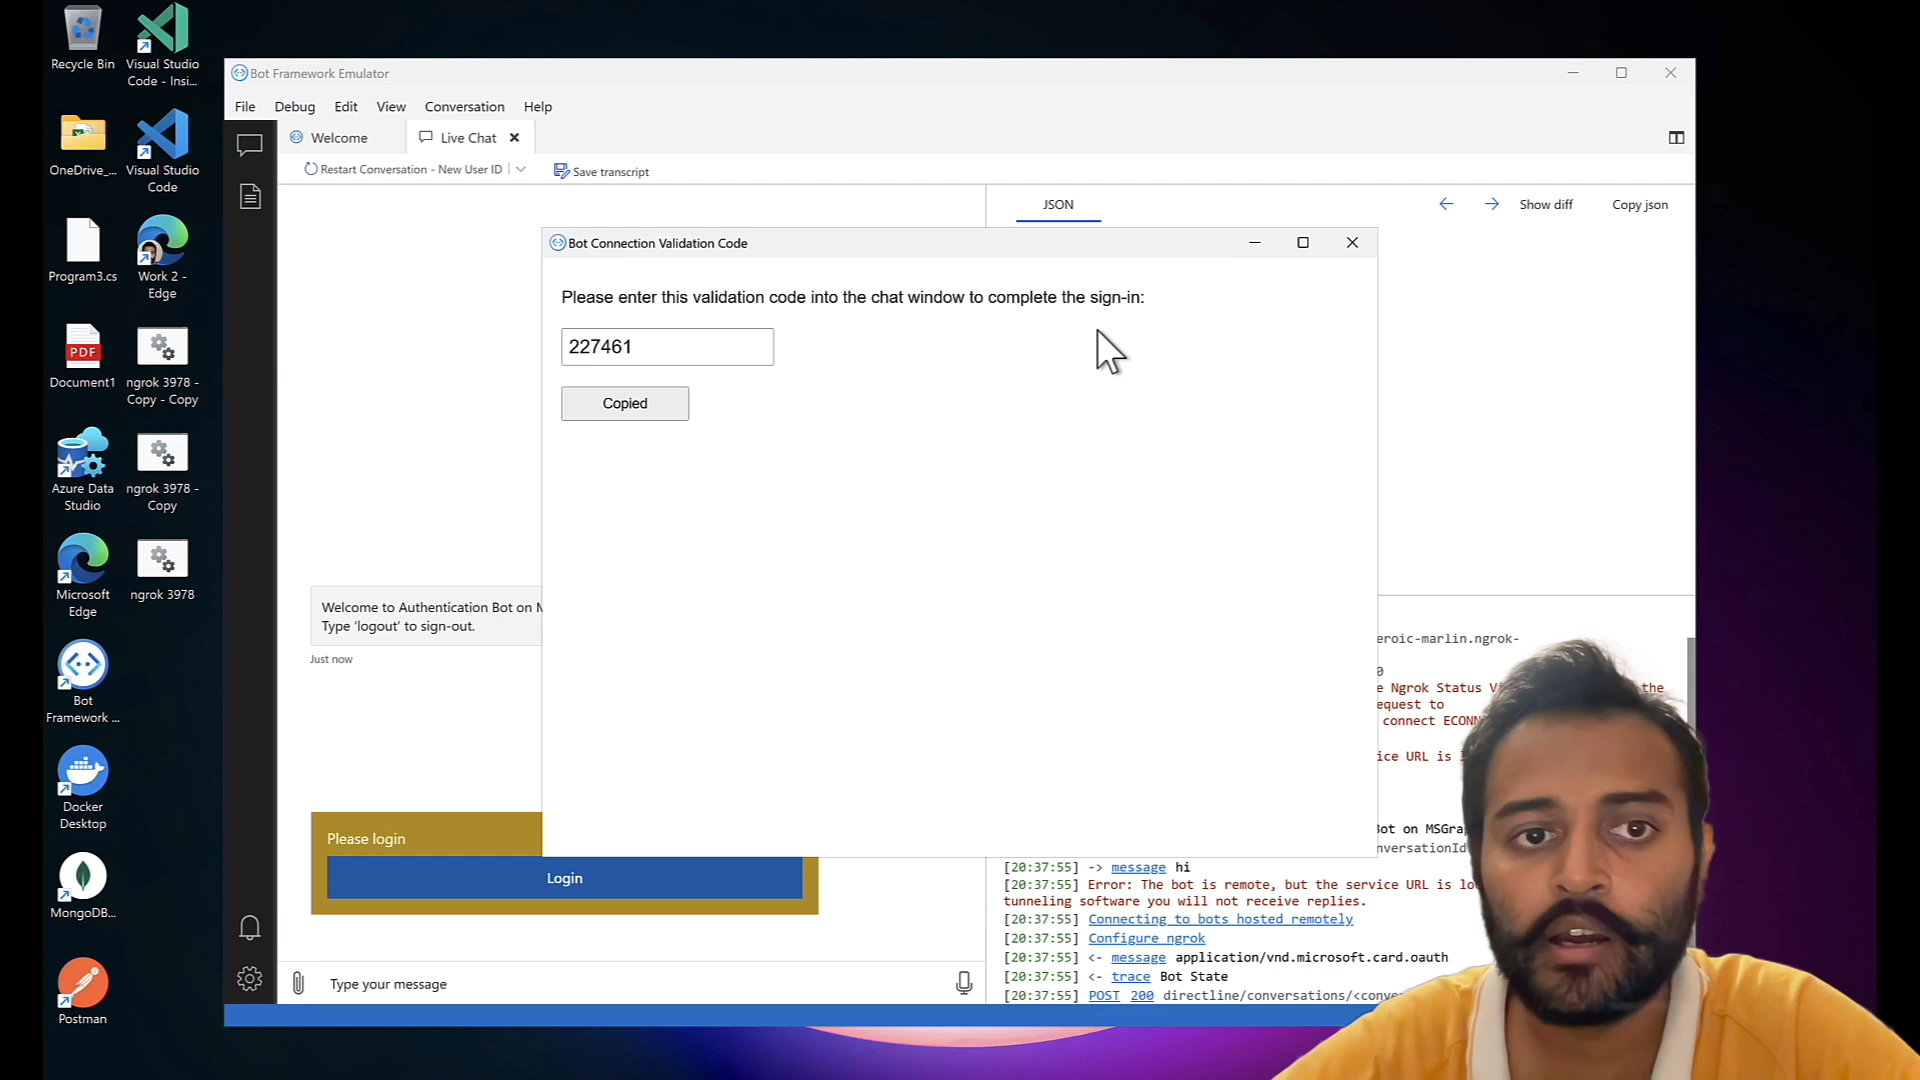 Recycle Bin
Visual Studio
Code - Insi...
OneDrive_...
Visual Studio
Code
Program3.cs
Work 2 -
Edge
PDF
Document1
ngrok 3978 -
Copy - Copy
Azure Data
Studio
ngrok 3978 -
Copy
Microsoft
Edge
ngrok 3978
Bot
Framework ...
Docker
Desktop
MongoDB...
Postman
Bot Framework Emulator
File Debug Edit View Conversation Help
Welcome
Live Chat
Restart Conversation - New User ID
Save transcript
JSON
Show diff
Copy json
Bot Connection Validation Code
Please enter this validation code into the chat window to complete the sign-in:
227461
Copied
Welcome to Authentication Bot on
Type 'logout' to sign-out.
Just now
Please login
Login
Type your message
eroic-marlin.ngrok-
0
e Ngrok Status V the
equest to
connect ECONN
ice URL is
Bot on MSGra
nversationId
[20:37:55] -> message hi
[20:37:55] Error: The bot is remote, but the service URL is lo
tunneling software you will not receive replies.
[20:37:55] Connecting to bots hosted remotely
[20:37:55] Configure ngrok
[20:37:55] <- message application/vnd.microsoft.card.oauth
[20:37:55] <- trace Bot State
[20:37:55] POST 200 directline/conversations/<conve